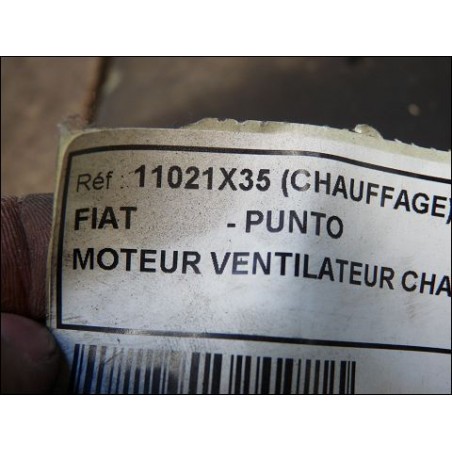 Réf : 11021X35 (CHAUFFAGE)
FIAT - PUNTO
MOTEUR VENTILATEUR CHA